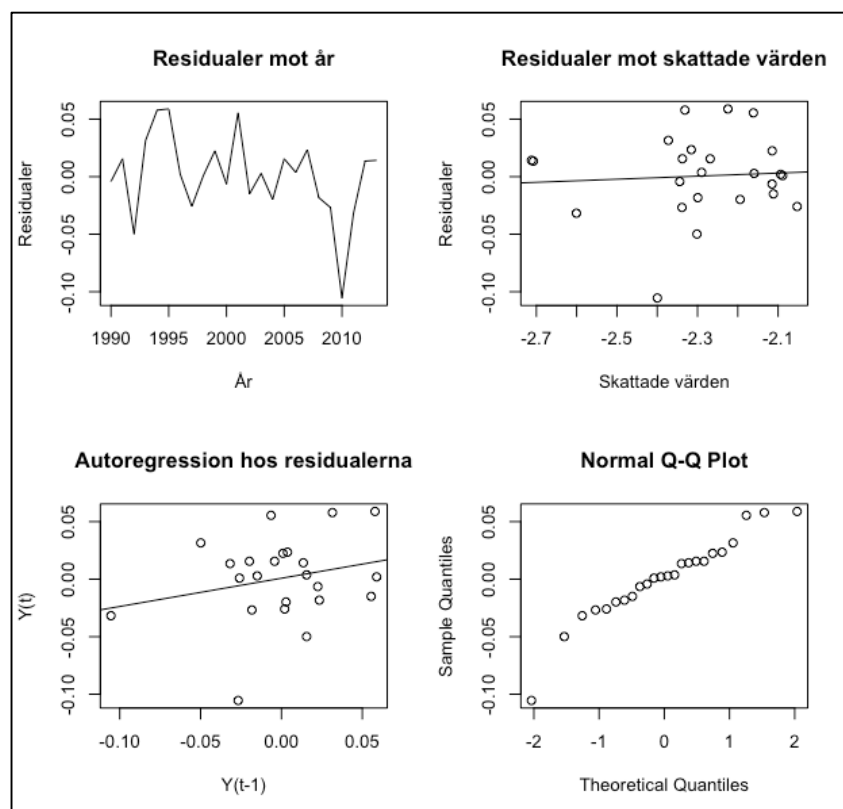 Residualer mot år
Residualer
0.05
0.00
-0.05
-0.10
1990 1995 2000 2005 2010
År
Residualer mot skattade värden
Residualer
0.05
0.00
-0.05
-0.10
-2.7 -2.5 -2.3 -2.1
Skattade värden
Autoregression hos residualerna
Y(t)
0.05
0.00
-0.05
-0.10
-0.10 -0.05 0.00 0.05
Y(t-1)
Normal Q-Q Plot
Sample Quantiles
0.05
0.00
-0.05
-0.10
-2 -1 0 1 2
Theoretical Quantiles